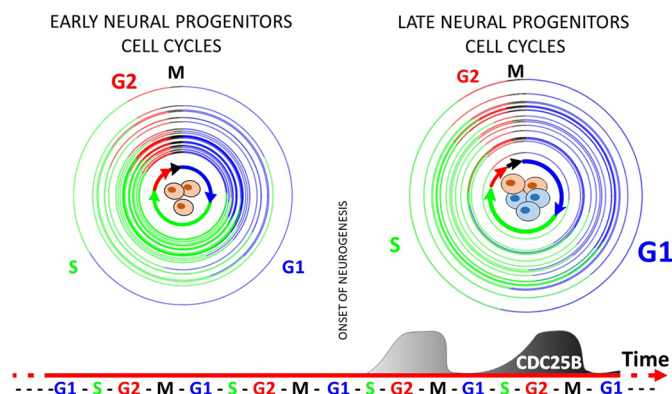 EARLY NEURAL PROGENITORS
CELL CYCLES
LATE NEURAL PROGENITORS
CELL CYCLES
G2
M
S
G1
G2
M
S
G1
ONSET OF NEUROGENESIS
CDC25B
Time
----G1-S-G2-M-G1-S-G2-M-G1-S-G2-M-G1-S-G2-M-G1----